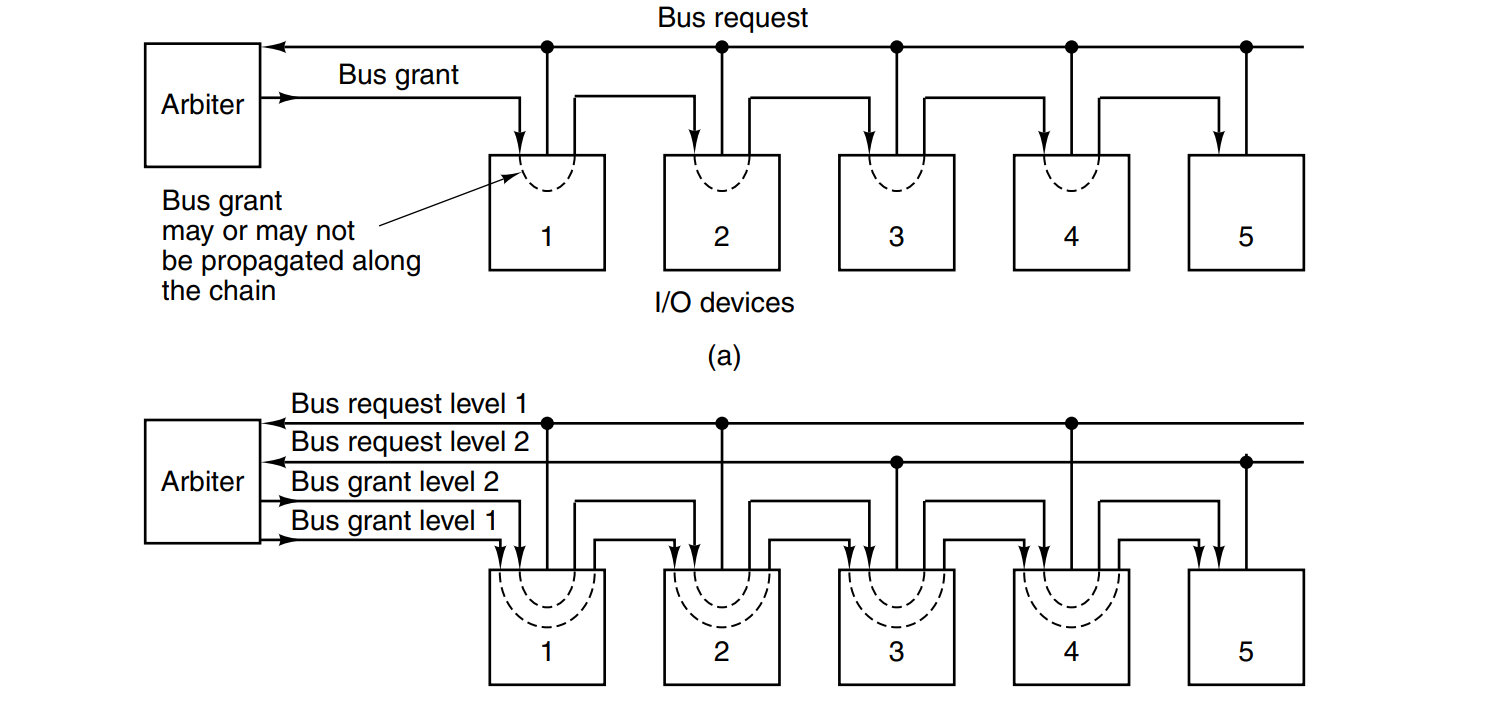 Bus request
Arbiter
Bus grant
Bus grant
may or may not
be propagated along
the chain
1
2
3
4
5
I/O devices
(a)
Bus request level 1
Bus request level 2
Arbiter
Bus grant level 2
Bus grant level 1
1
2
3
4
5